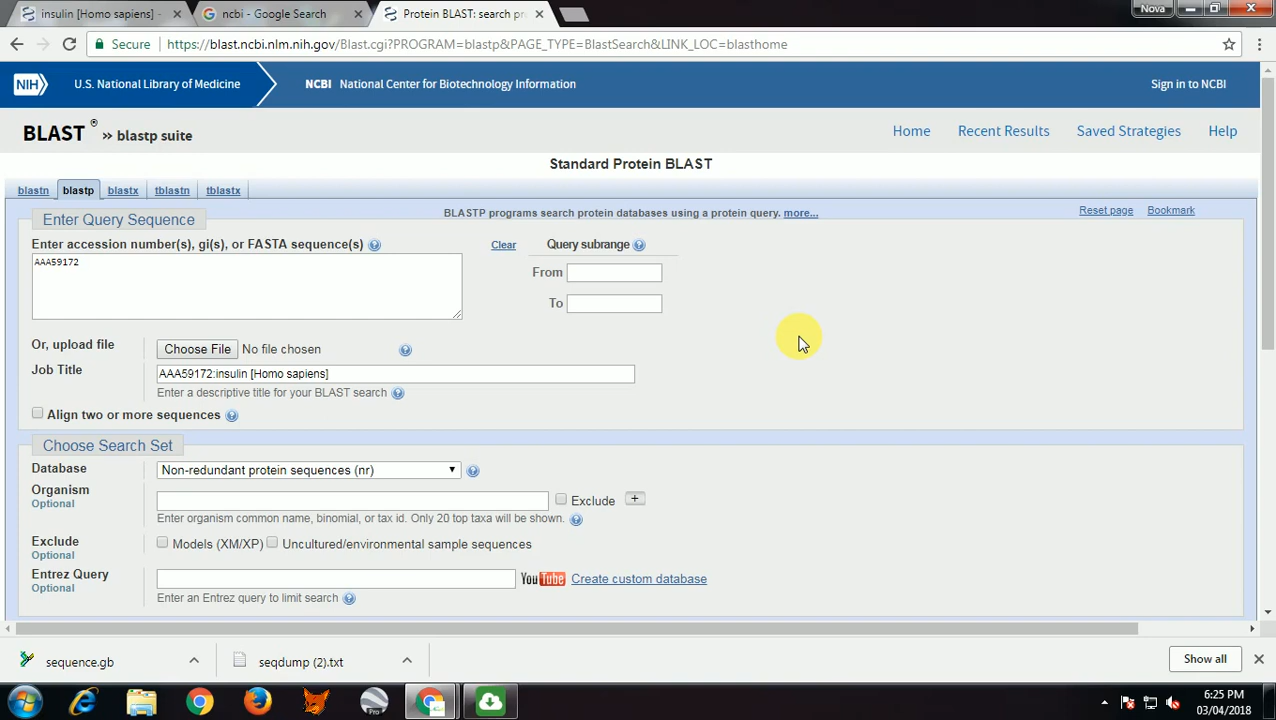 insulin [Homo sapiens] -
ncbi - Google Search
Protein BLAST: search pr
Nova
Secure
https://blast.ncbi.nlm.nih.gov/Blast.cgi?PROGRAM=blastp&PAGE_TYPE=BlastSearch&LINK_LOC=blasthome
NIH U.S. National Library of Medicine NCBI National Center for Biotechnology Information Sign in to NCBI
BLAST ® » blastp suite Home Recent Results Saved Strategies Help
Standard Protein BLAST
blastn blastp blastx tblastn tblastx
Enter Query Sequence BLASTP programs search protein databases using a protein query. more... Reset page Bookmark
Enter accession number(s), gi(s), or FASTA sequence(s) ? Clear Query subrange ?
AAA59172
From
To
Or, upload file Choose File No file chosen ?
Job Title AAA59172:insulin [Homo sapiens]
Enter a descriptive title for your BLAST search ?
Align two or more sequences ?
Choose Search Set
Database Non-redundant protein sequences (nr) ?
Organism
Optional Exclude +
Enter organism common name, binomial, or tax id. Only 20 top taxa will be shown. ?
Exclude Models (XM/XP) Uncultured/environmental sample sequences
Optional
Entrez Query YouTube Create custom database
Optional
Enter an Entrez query to limit search ?
sequence.gb seqdump (2).txt Show all
Pro
6:25 PM
03/04/2018